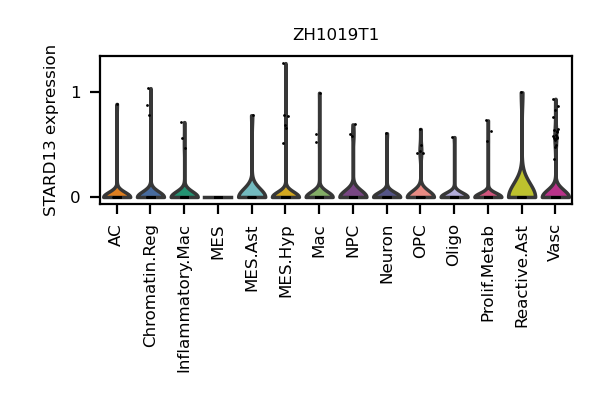 ZH1019T1
STARD13 expression
1
0
AC
Chromatin.Reg
Inflammatory.Mac
MES
MES.Ast
MES.Hyp
Mac
NPC
Neuron
OPC
Oligo
Prolif.Metab
Reactive.Ast
Vasc